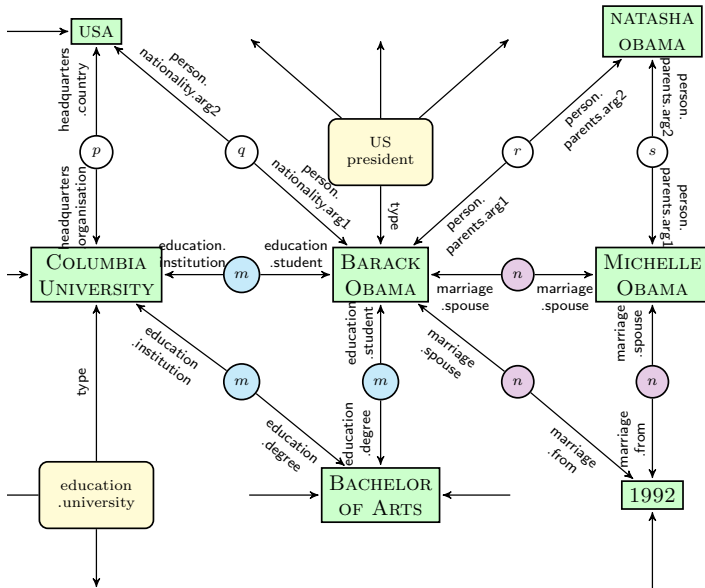 USA
NATASHA
OBAMA
headquarters
.country
person.
nationality.arg2
person.
parents.arg2
person.
parents.arg2
p
q
US
president
r
s
headquarters
organisation
person.
nationality.arg1
type
person.
parents.arg1
person.
parents.arg1
COLUMBIA
UNIVERSITY
education.
institution
m
education
.student
BARACK
OBAMA
marriage
.spouse
n
marriage
.spouse
MICHELLE
OBAMA
type
education
.institution
m
education
.degree
education
.student
m
education
.degree
marriage
.spouse
n
marriage
.from
marriage
.spouse
n
marriage
.from
education
.university
BACHELOR
OF ARTS
1992